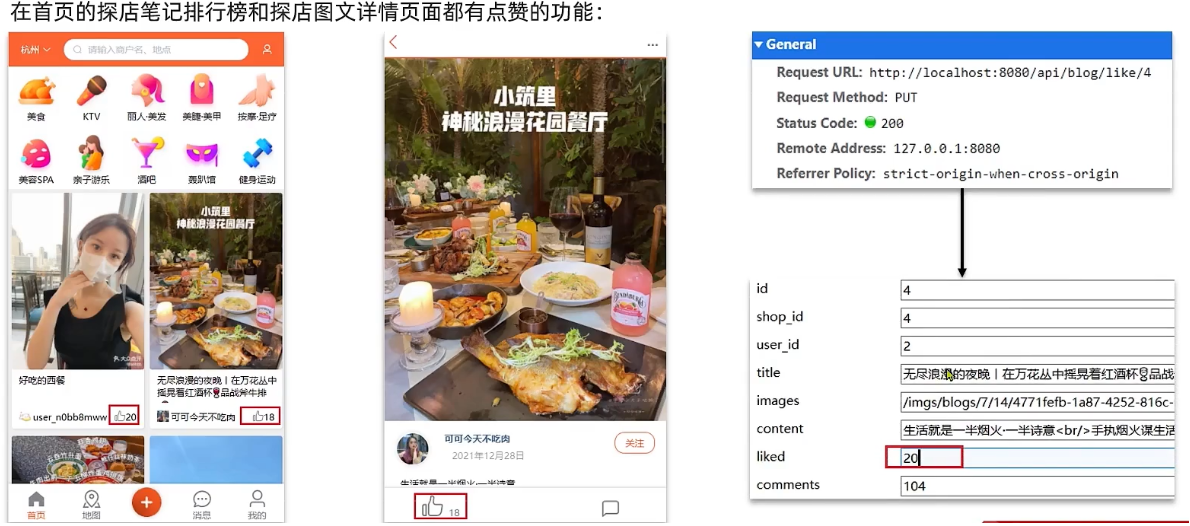 在首页的探店笔记排行榜和探店图文详情页面都有点赞的功能：
杭州
请输入商户名、地点
美食
KTV
丽人·美发
美睫·美甲
按摩·足疗
美容SPA
亲子游乐
酒吧
轰趴馆
健身运动
小筑里
神秘浪漫花园餐厅
好吃的西餐
user_n0bb8mww
20
无尽浪漫的夜晚丨在万花丛中
摇晃着红酒杯🍷品战斧牛排
可可今天不吃肉
18
首页
地图
消息
我的
小筑里
神秘浪漫花园餐厅
可可今天不吃肉
2021年12月28日
关注
生活就是一半烟火·一半诗意
18
General
Request URL: http://localhost:8080/api/blog/like/4
Request Method: PUT
Status Code: 200
Remote Address: 127.0.0.1:8080
Referrer Policy: strict-origin-when-cross-origin
id 4
shop_id 4
user_id 2
title 无尽浪漫的夜晚丨在万花丛中摇晃着红酒杯🍷品战
images /imgs/blogs/7/14/4771fefb-1a87-4252-816c-
content 生活就是一半烟火·一半诗意<br/>手执烟火谋生活
liked 20
comments 104